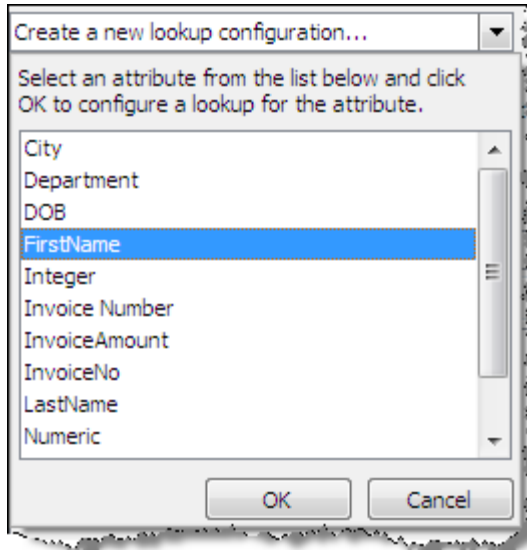 Create a new lookup configuration...
Select an attribute from the list below and click
OK to configure a lookup for the attribute.
City
Department
DOB
FirstName
Integer
Invoice Number
InvoiceAmount
InvoiceNo
LastName
Numeric
OK Cancel